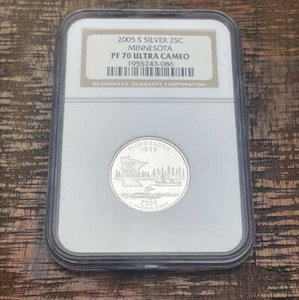 2005 S SILVER 25C
MINNESOTA
PF 70 ULTRA CAMEO
1955243-086
NUMISMATIC GUARANTY CORPORATION
MINNESOTA
1858
2005